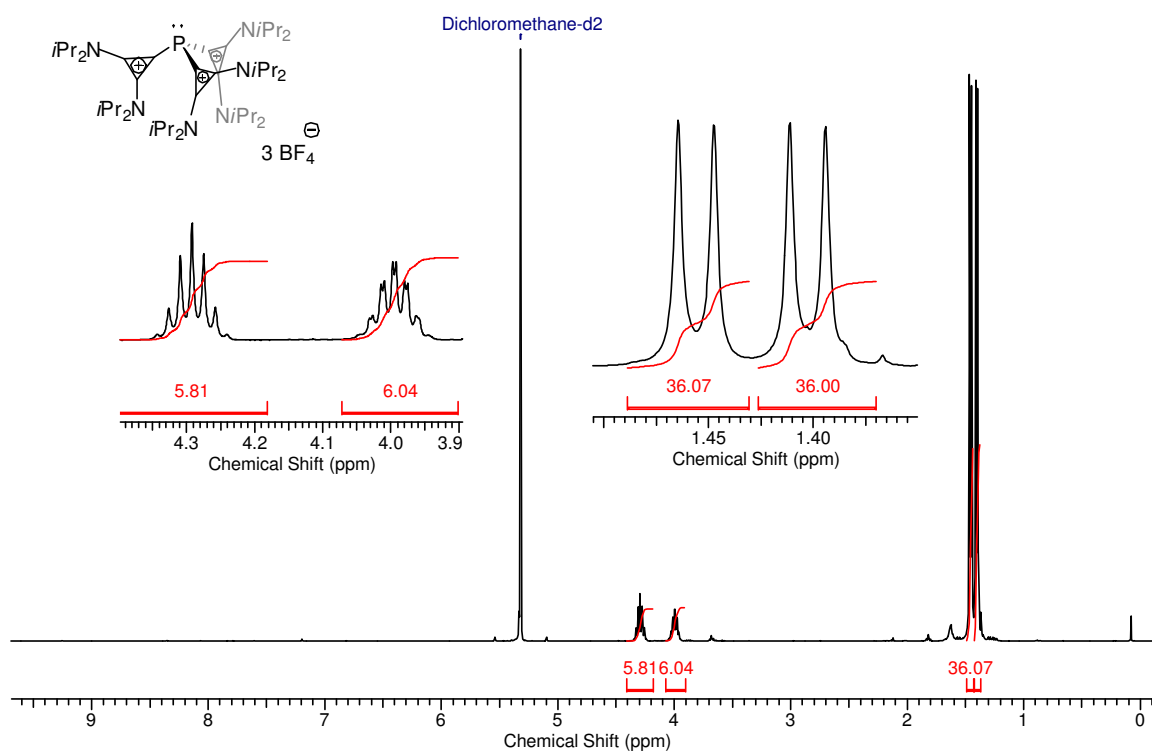 Dichloromethane-d2
··
P
NiPr2
iPr2N
+
+
+
NiPr2
iPr2N
iPr2N
NiPr2
⊖
3 BF4
5.81
6.04
4.3 4.2 4.1 4.0 3.9
Chemical Shift (ppm)
36.07
36.00
1.45 1.40
Chemical Shift (ppm)
5.81 6.04
36.07
9 8 7 6 5 4 3 2 1 0
Chemical Shift (ppm)